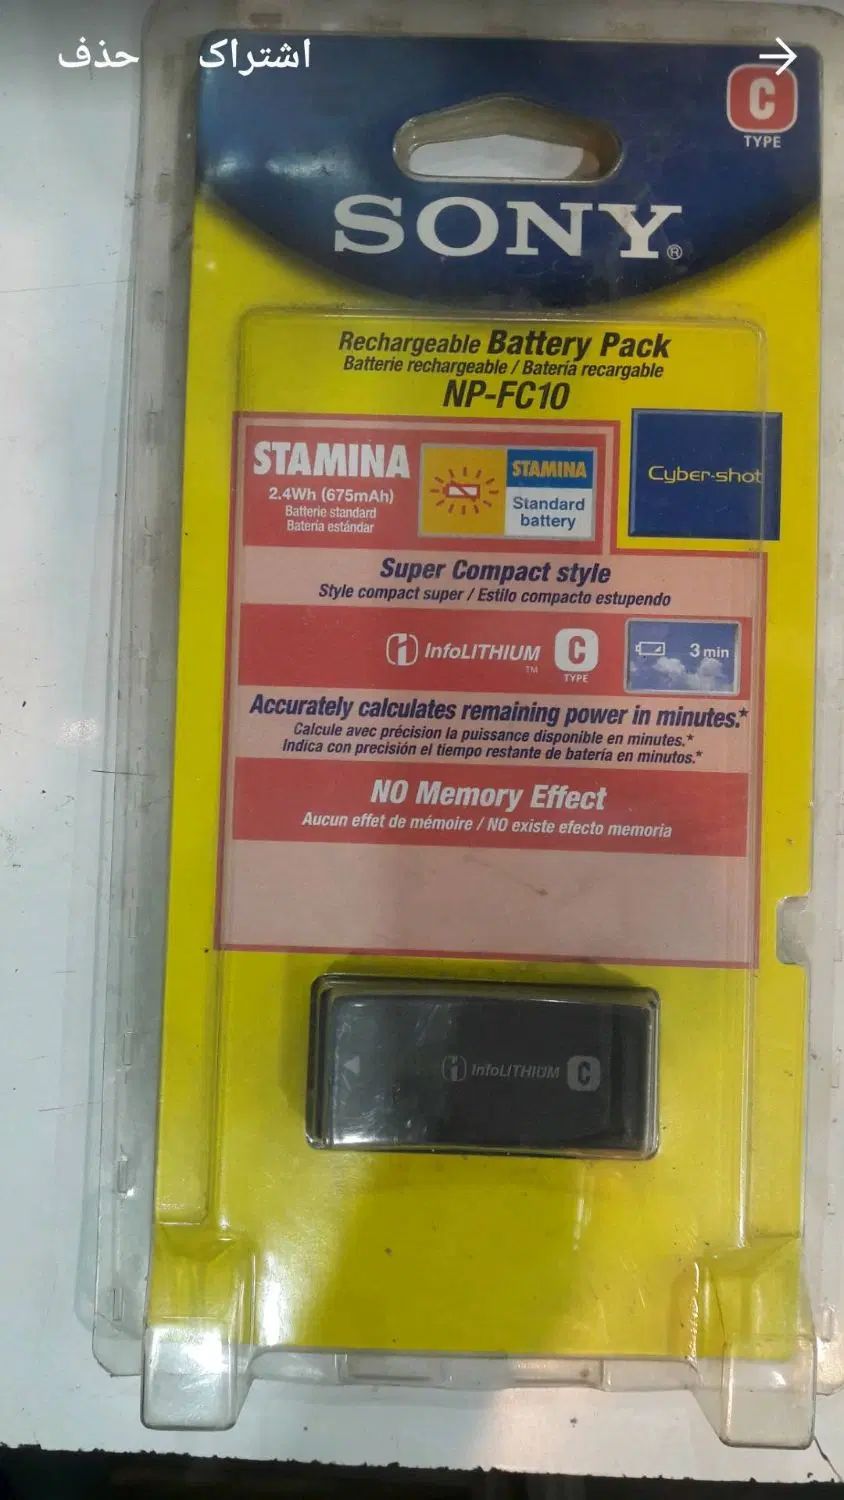 حذف اشتراک →
C
TYPE
SONY®
Rechargeable Battery Pack
Batterie rechargeable / Batería recargable
NP-FC10
STAMINA
2.4Wh (675mAh)
Batterie standard
Batería estándar
STAMINA
Standard
battery
Cyber-shot
Super Compact style
Style compact super / Estilo compacto estupendo
InfoLITHIUM™ C
TYPE
3 min
Accurately calculates remaining power in minutes.*
Calcule avec précision la puissance disponible en minutes.*
Indica con precisión el tiempo restante de batería en minutos.*
NO Memory Effect
Aucun effet de mémoire / NO existe efecto memoria
InfoLITHIUM C